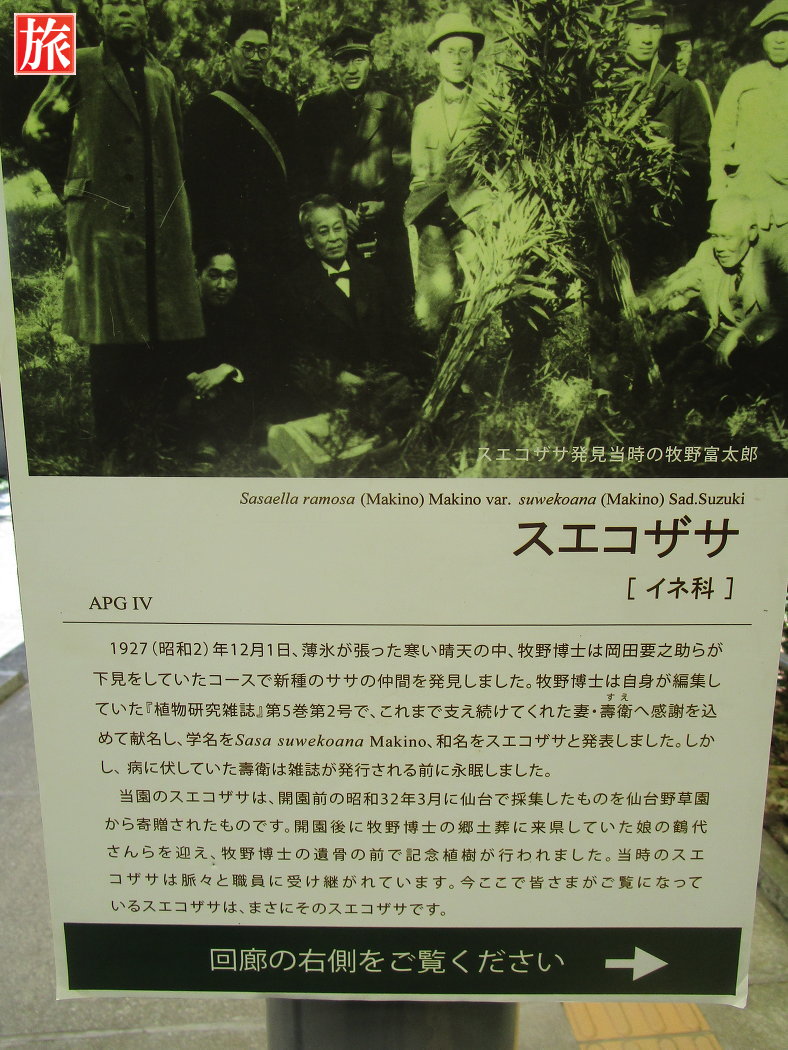 旅
スエコザサ発見当時の牧野富太郎
Sasaella ramosa (Makino) Makino var. suwekoana (Makino) Sad.Suzuki
スエコザサ
[ イネ科 ]
APG IV
1927（昭和2）年12月1日、薄氷が張った寒い晴天の中、牧野博士は岡田要之助らが
下見をしていたコースで新種のササの仲間を発見しました。牧野博士は自身が編集し
すえ
ていた『植物研究雑誌』第5巻第2号で、これまで支え続けてくれた妻・壽衛へ感謝を込
めて献名し、学名をSasa suwekoana Makino、和名をスエコザサと発表しました。しか
し、病に伏していた壽衛は雑誌が発行される前に永眠しました。
当園のスエコザサは、開園前の昭和32年3月に仙台で採集したものを仙台野草園
から寄贈されたものです。開園後に牧野博士の郷土葬に来県していた娘の鶴代
さんらを迎え、牧野博士の遺骨の前で記念植樹が行われました。当時のスエ
コザサは脈々と職員に受け継がれています。今ここで皆さまがご覧になって
いるスエコザサは、まさにそのスエコザサです。
回廊の右側をご覧ください